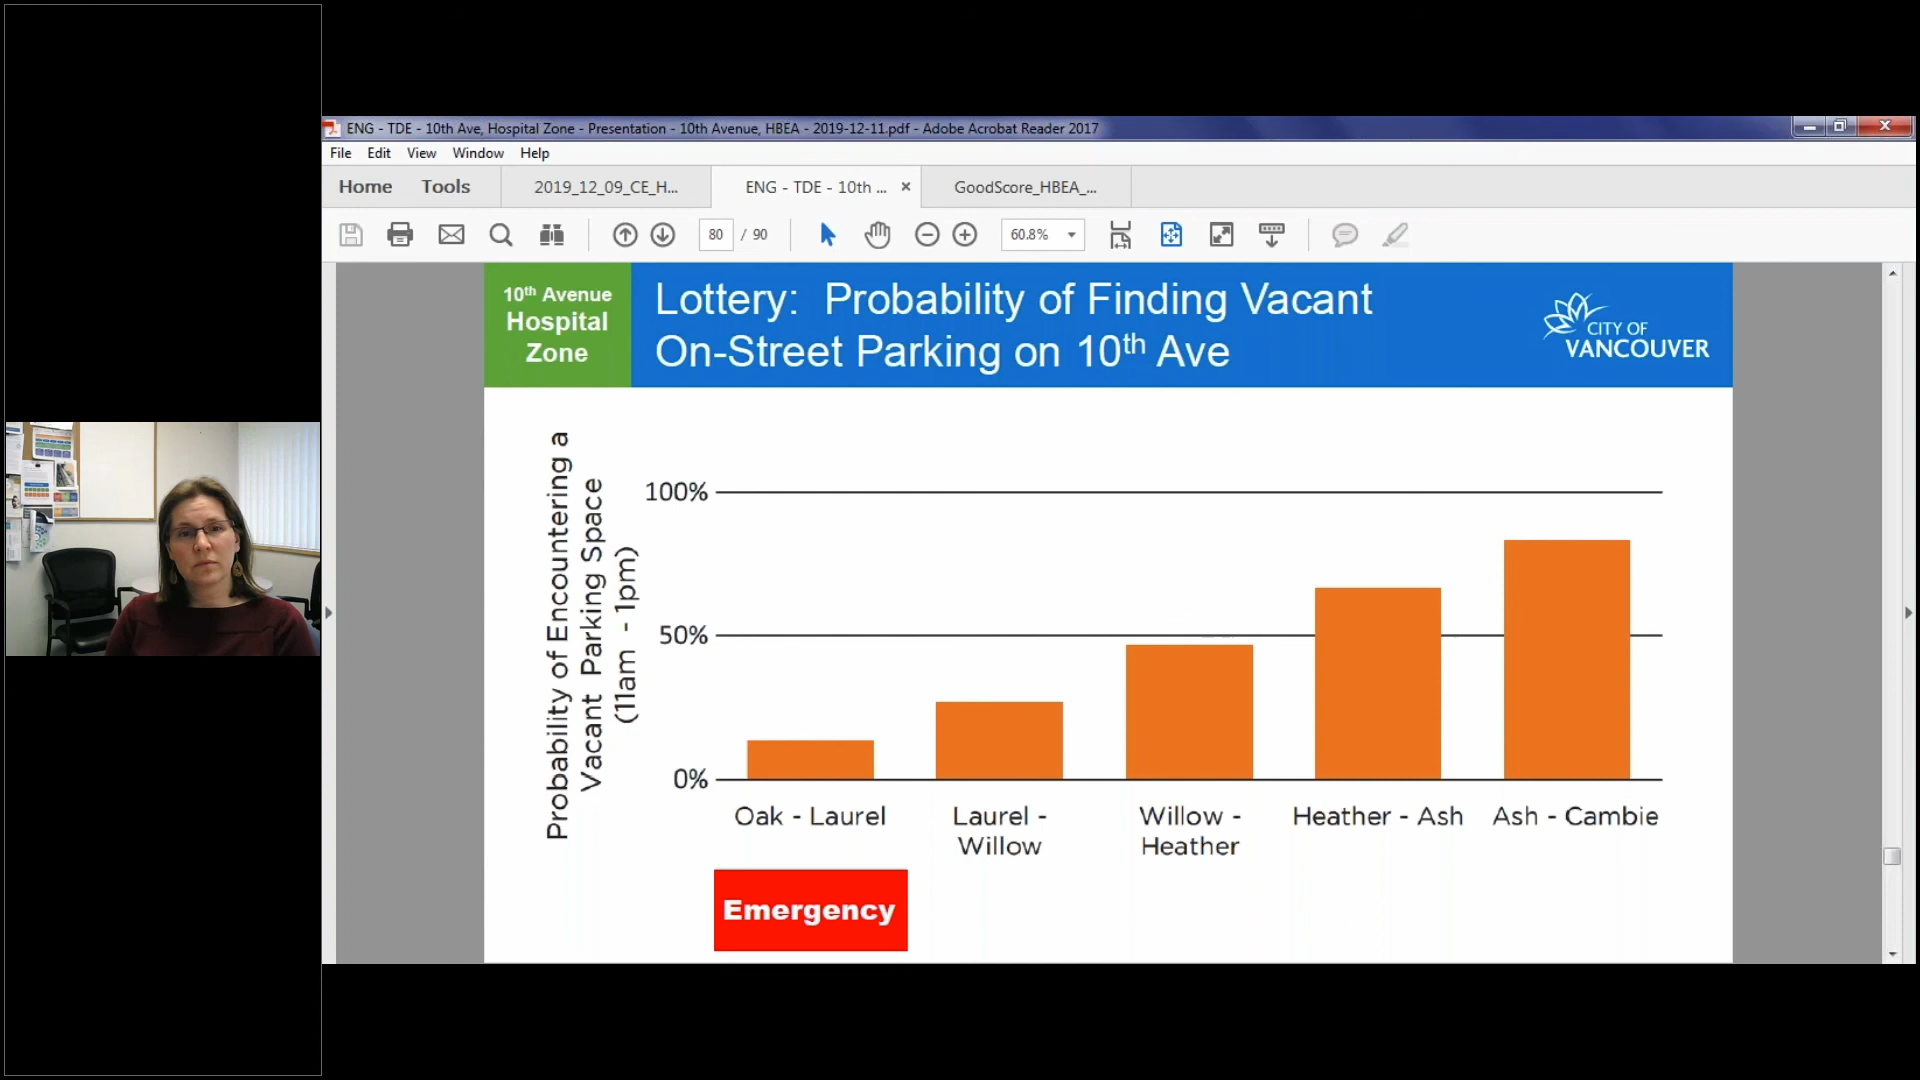 ENG - TDE - 10th Ave, Hospital Zone - Presentation - 10th Avenue, HBEA - 2019-12-11.pdf - Adobe Acrobat Reader 2017
File Edit View Window Help
Home Tools 2019_12_09_CE_H... ENG - TDE - 10th ... × GoodScore_HBEA_...
80 / 90 60.8%
10th Avenue
Hospital
Zone
Lottery: Probability of Finding Vacant
On-Street Parking on 10th Ave
CITY OF
VANCOUVER
Probability of Encountering a
Vacant Parking Space
(11am - 1pm)
100%
50%
0%
Oak - Laurel
Laurel -
Willow
Willow -
Heather
Heather - Ash
Ash - Cambie
Emergency